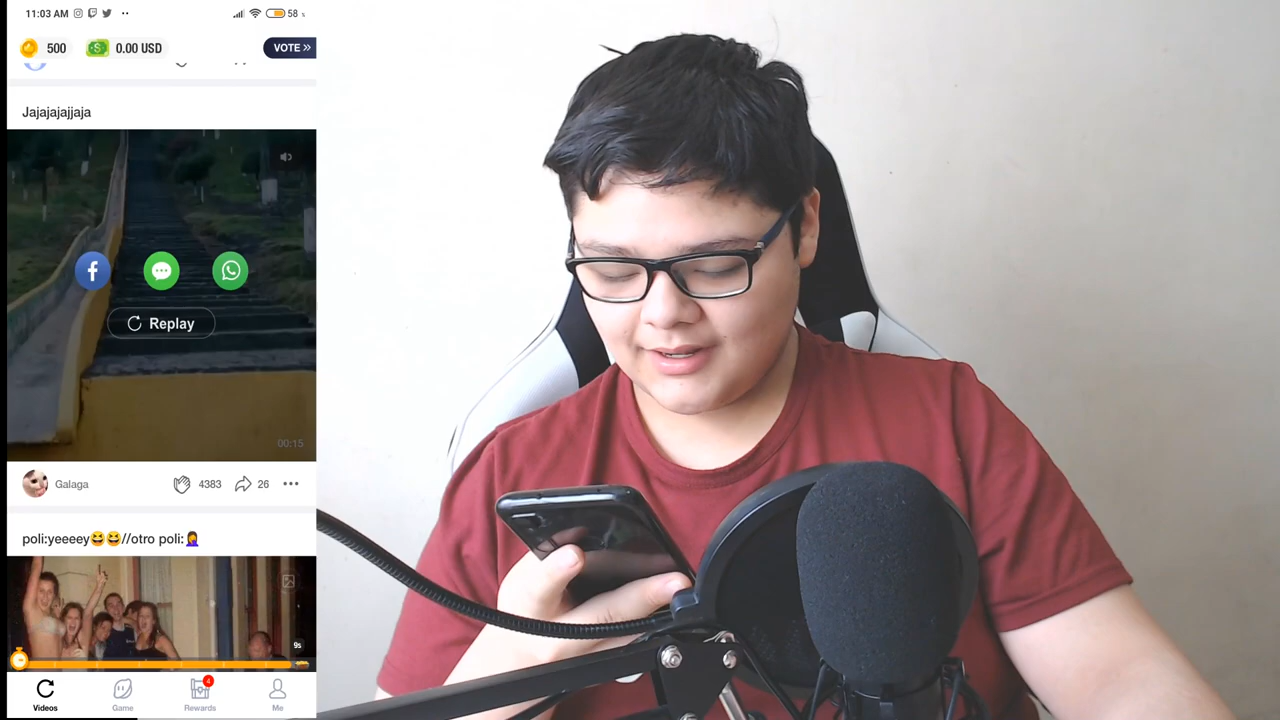 11:03 AM
58
500
0.00 USD
VOTE »
Jajajajajjaja
Replay
00:15
Galaga
4383
26
poli:yeeeey😆😆//otro poli:🤦‍♀️
9s
4
Videos
Game
Rewards
Me